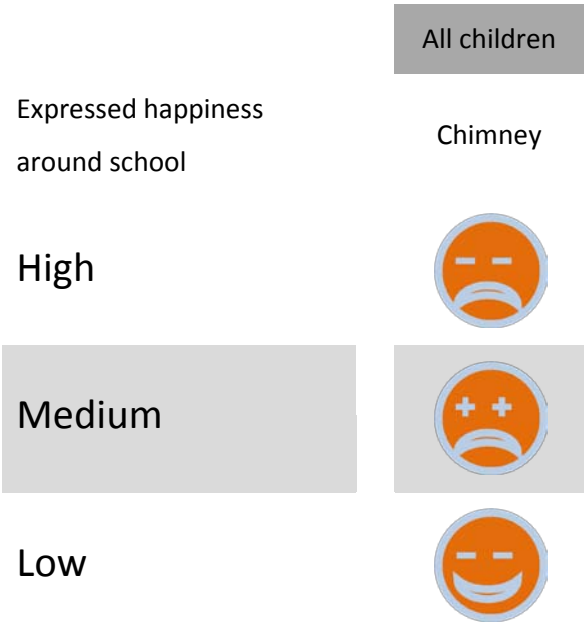 All children
Expressed happiness
around school
Chimney
High
Medium
Low